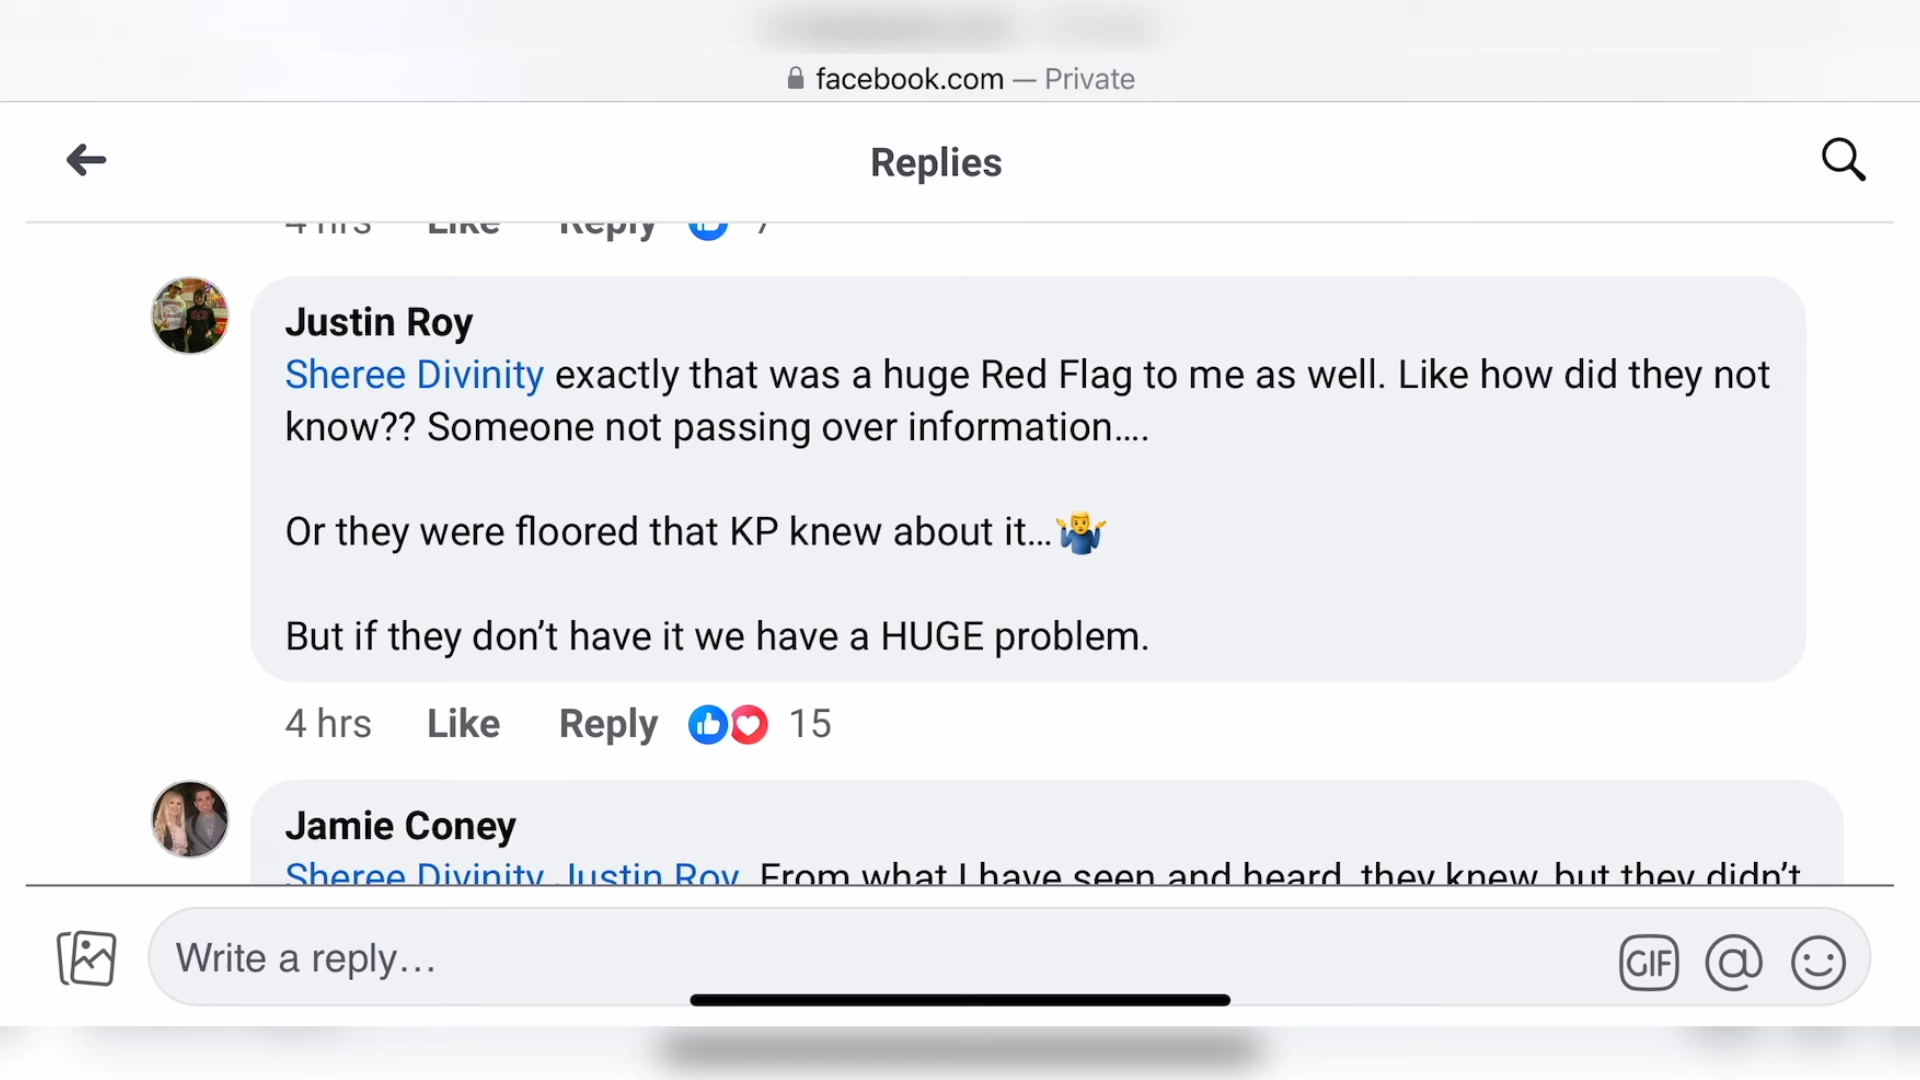 facebook.com — Private
Replies
4 hrs Like Reply 7
Justin Roy
Sheree Divinity exactly that was a huge Red Flag to me as well. Like how did they not
know?? Someone not passing over information....
Or they were floored that KP knew about it...🤷‍♂️
But if they don’t have it we have a HUGE problem.
4 hrs Like Reply 15
Jamie Coney
Sheree Divinity Justin Roy From what I have seen and heard, they knew, but they didn’t
Write a reply...
GIF